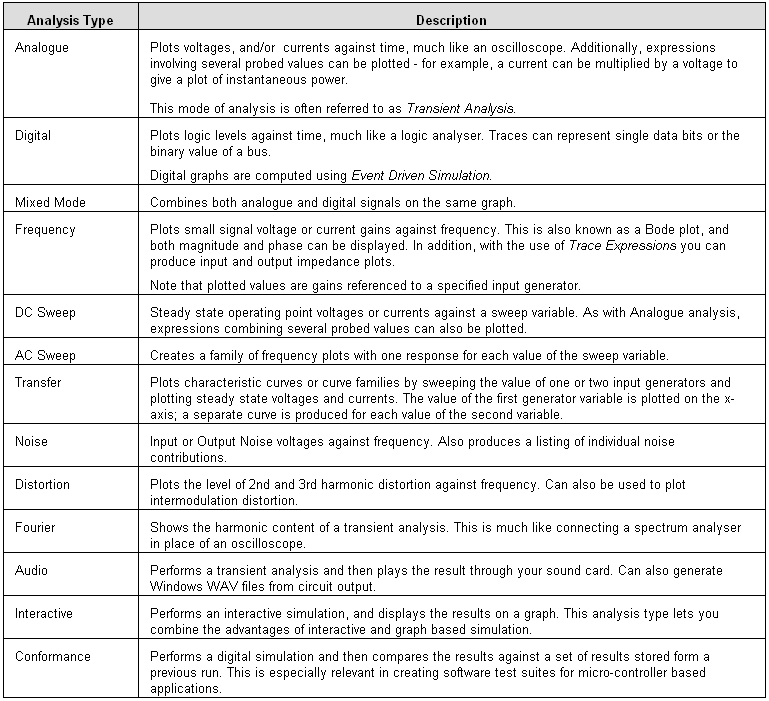 Analysis Type Description
Analogue Plots voltages, and/or currents against time, much like an oscilloscope. Additionally, expressions
involving several probed values can be plotted - for example, a current can be multiplied by a voltage to
give a plot of instantaneous power.
This mode of analysis is often referred to as Transient Analysis.
Digital Plots logic levels against time, much like a logic analyser. Traces can represent single data bits or the
binary value of a bus.
Digital graphs are computed using Event Driven Simulation.
Mixed Mode Combines both analogue and digital signals on the same graph.
Frequency Plots small signal voltage or current gains against frequency. This is also known as a Bode plot, and
both magnitude and phase can be displayed. In addition, with the use of Trace Expressions you can
produce input and output impedance plots.
Note that plotted values are gains referenced to a specified input generator.
DC Sweep Steady state operating point voltages or currents against a sweep variable. As with Analogue analysis,
expressions combining several probed values can also be plotted.
AC Sweep Creates a family of frequency plots with one response for each value of the sweep variable.
Transfer Plots characteristic curves or curve families by sweeping the value of one or two input generators and
plotting steady state voltages and currents. The value of the first generator variable is plotted on the x-
axis; a separate curve is produced for each value of the second variable.
Noise Input or Output Noise voltages against frequency. Also produces a listing of individual noise
contributions.
Distortion Plots the level of 2nd and 3rd harmonic distortion against frequency. Can also be used to plot
intermodulation distortion.
Fourier Shows the harmonic content of a transient analysis. This is much like connecting a spectrum analyser
in place of an oscilloscope.
Audio Performs a transient analysis and then plays the result through your sound card. Can also generate
Windows WAV files from circuit output.
Interactive Performs an interactive simulation, and displays the results on a graph. This analysis type lets you
combine the advantages of interactive and graph based simulation.
Conformance Performs a digital simulation and then compares the results against a set of results stored form a
previous run. This is especially relevant in creating software test suites for micro-controller based
applications.